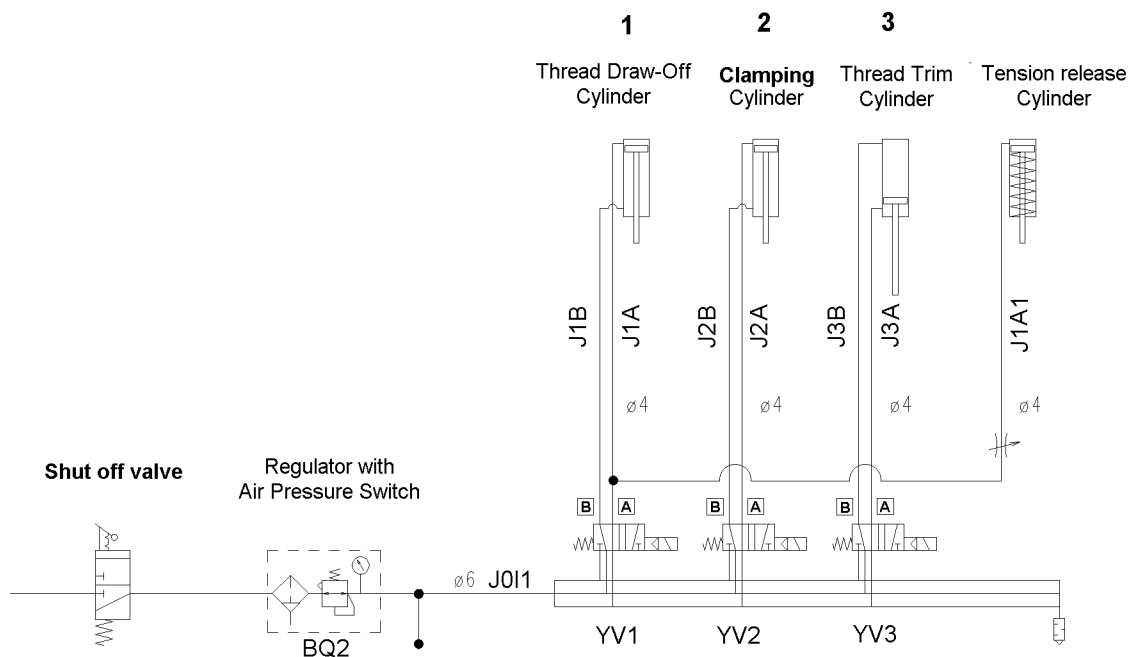 1 2 3
Thread Draw-Off Cylinder
Clamping Cylinder
Thread Trim Cylinder
Tension release Cylinder
J1B J1A J2B J2A J3B J3A J1A1
ø4 ø4 ø4 ø4
Shut off valve
Regulator with
Air Pressure Switch
B A B A B A
ø6 J0I1
BQ2 YV1 YV2 YV3